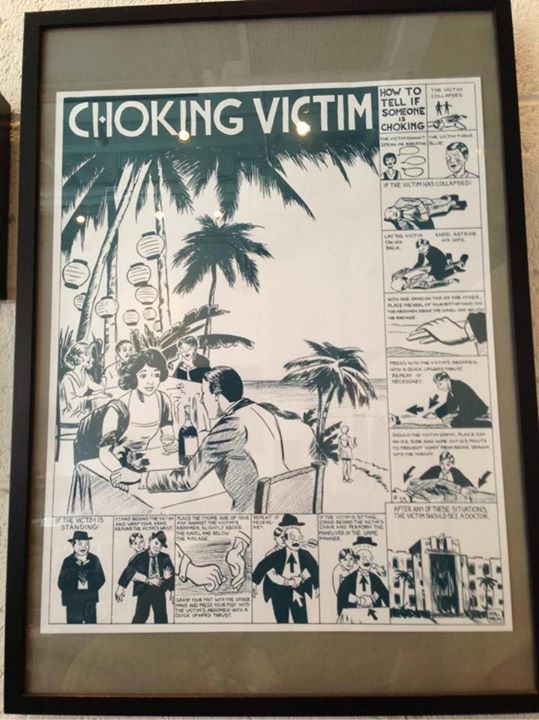 CHOKING VICTIM
HOW TO
TELL IF
SOMEONE
IS
CHOKING
THE VICTIM
COLLAPSES.
THE VICTIM CANNOT
SPEAK OR BREATHE
THE VICTIM TURNS
BLUE.
IF THE VICTIM HAS COLLAPSED:
LAY THE VICTIM
ON HIS
BACK.
KNEEL ASTRIDE
HIS HIPS.
WITH ONE HAND ON TOP OF THE OTHER,
PLACE THE HEEL OF YOUR BOTTOM HAND ON
THE ABDOMEN ABOVE THE NAVEL AND BELOW
THE RIBCAGE.
PRESS INTO THE VICTIM'S ABDOMEN
WITH A QUICK UPWARD THRUST.
REPEAT IF
NECESSARY.
SHOULD THE VICTIM VOMIT, PLACE HIM
ON HIS SIDE AND WIPE OUT HIS MOUTH
TO PREVENT VOMIT FROM BEING DRAWN
INTO THE THROAT.
IF THE VICTIM IS
STANDING:
STAND BEHIND THE VICTIM
AND WRAP YOUR ARMS
AROUND THE VICTIM'S WAIST.
PLACE THE THUMB SIDE OF YOUR
FIST AGAINST THE VICTIM'S
ABDOMEN, SLIGHTLY ABOVE
THE NAVEL AND BELOW
THE RIBCAGE.
GRASP YOUR FIST WITH THE OTHER
HAND AND PRESS YOUR FIST INTO
THE VICTIM'S ABDOMEN WITH A
QUICK UPWARD THRUST.
REPEAT IF
NECESS-
ARY.
IF THE VICTIM IS SITTING,
STAND BEHIND THE VICTIM'S
CHAIR AND PERFORM THE
MANEUVER IN THE SAME
MANNER.
AFTER ANY OF THESE SITUATIONS,
THE VICTIM SHOULD SEE A DOCTOR.